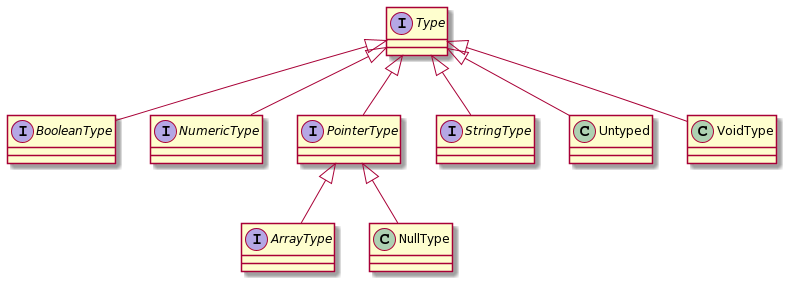 I Type
I BooleanType
I NumericType
I PointerType
I StringType
C Untyped
C VoidType
I ArrayType
C NullType